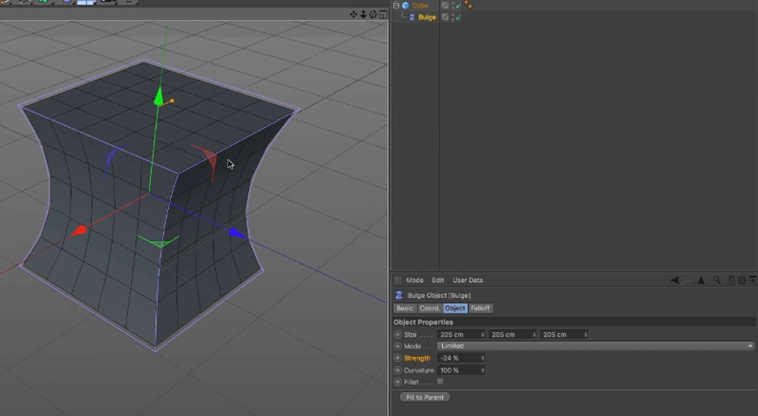 Cube
Bulge
Mode Edit User Data
Bulge Object [Bulge]
Basic Coord. Object Falloff
Object Properties
Size . . . . 205 cm 205 cm 205 cm
Mode . . . Limited
Strength -24 %
Curvature 100 %
Fillet . . . .
Fit to Parent